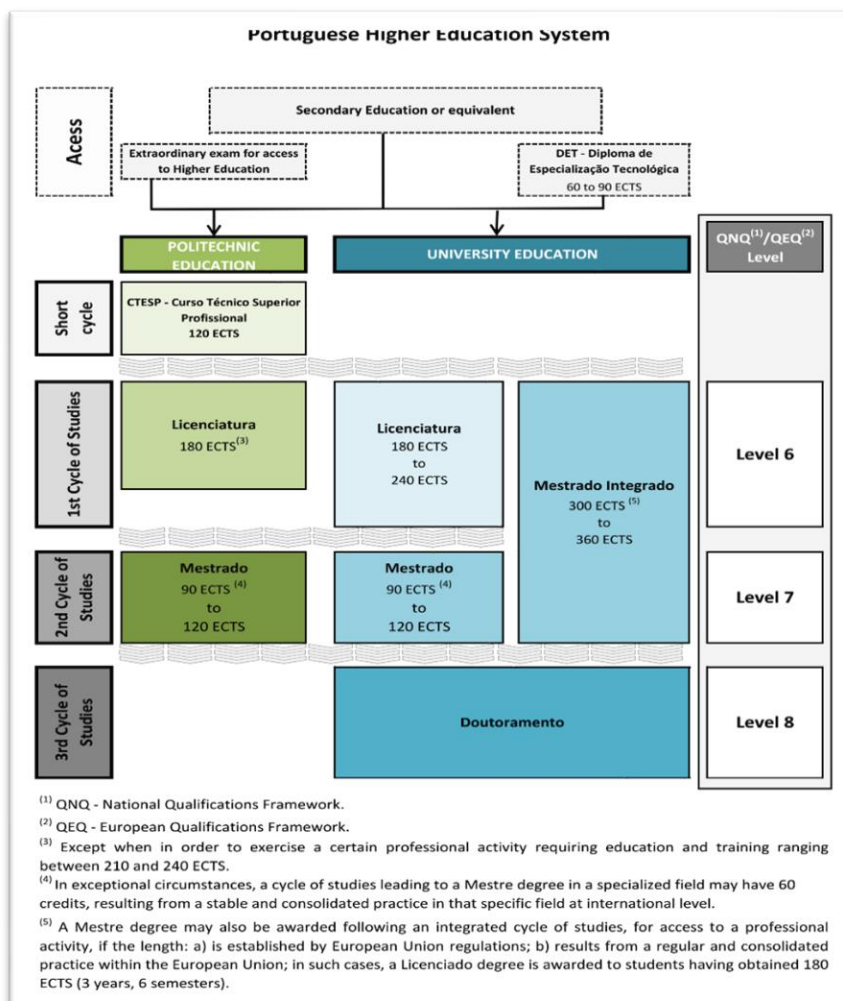 Portuguese Higher Education System
Acess
Secondary Education or equivalent
Extraordinary exam for access
to Higher Education
DET - Diploma de
Especialização Tecnológica
60 to 90 ECTS
POLITECHNIC
EDUCATION
UNIVERSITY EDUCATION
QNQ(1)/QEQ(2)
Level
Short
cycle
CTESP - Curso Técnico Superior
Profissional
120 ECTS
1st Cycle of Studies
Licenciatura
180 ECTS(3)
Licenciatura
180 ECTS
to
240 ECTS
Mestrado Integrado
300 ECTS (5)
to
360 ECTS
Level 6
2nd Cycle of
Studies
Mestrado
90 ECTS (4)
to
120 ECTS
Mestrado
90 ECTS (4)
to
120 ECTS
Level 7
3rd Cycle of
Studies
Doutoramento
Level 8
(1) QNQ - National Qualifications Framework.
(2) QEQ - European Qualifications Framework.
(3) Except when in order to exercise a certain professional activity requiring education and training ranging
between 210 and 240 ECTS.
(4) In exceptional circumstances, a cycle of studies leading to a Mestre degree in a specialized field may have 60
credits, resulting from a stable and consolidated practice in that specific field at international level.
(5) A Mestre degree may also be awarded following an integrated cycle of studies, for access to a professional
activity, if the length: a) is established by European Union regulations; b) results from a regular and consolidated
practice within the European Union; in such cases, a Licenciado degree is awarded to students having obtained 180
ECTS (3 years, 6 semesters).